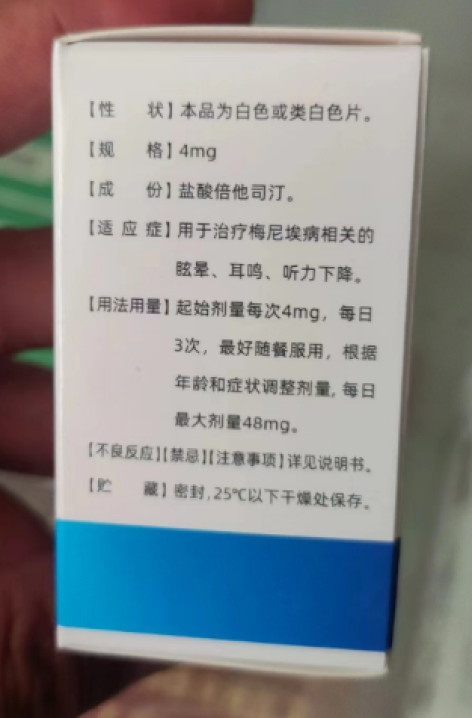 【性 状】本品为白色或类白色片。
【规 格】4mg
【成 份】盐酸倍他司汀。
【适 应 症】用于治疗梅尼埃病相关的
眩晕、耳鸣、听力下降。
【用法用量】起始剂量每次4mg，每日
3次，最好随餐服用，根据
年龄和症状调整剂量,每日
最大剂量48mg。
【不良反应】【禁忌】【注意事项】详见说明书。
【贮 藏】密封,25℃以下干燥处保存。